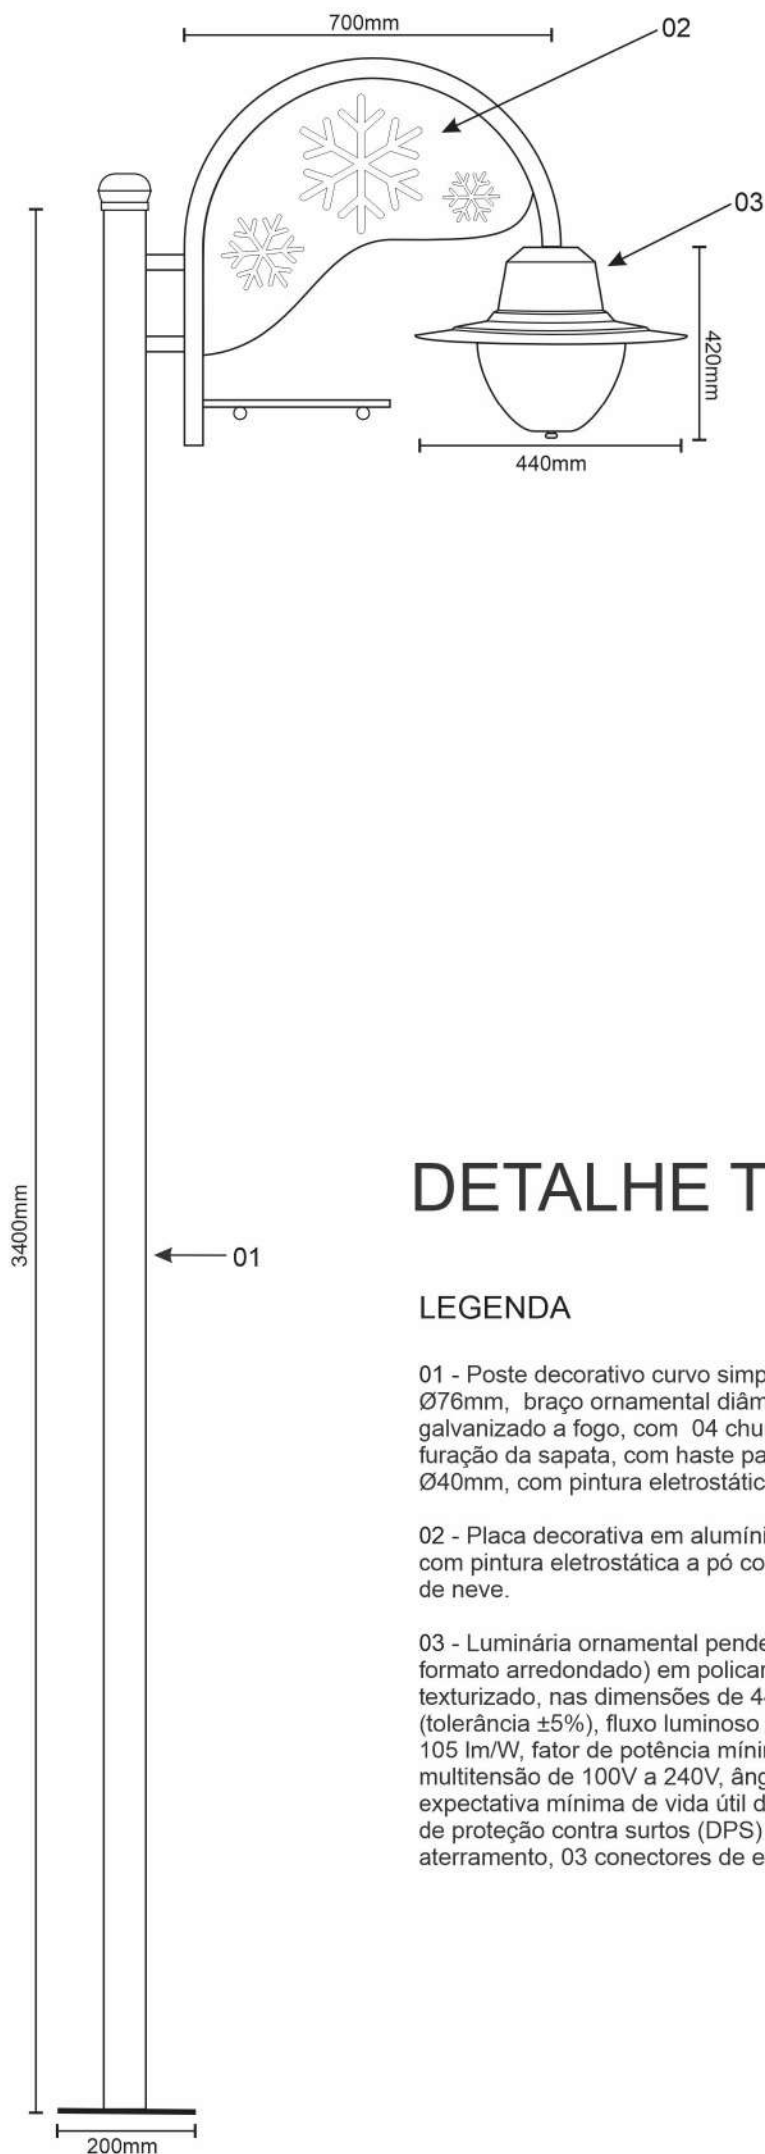 700mm
02
03
420mm
440mm
3400mm
01
DETALHE T
LEGENDA
01 - Poste decorativo curvo simp
Ø76mm, braço ornamental diâm
galvanizado a fogo, com 04 chu
furação da sapata, com haste pa
Ø40mm, com pintura eletrostátic
02 - Placa decorativa em alumíni
com pintura eletrostática a pó co
de neve.
03 - Luminária ornamental pende
formato arredondado) em policar
texturizado, nas dimensões de 4
(tolerância ±5%), fluxo luminoso
105 lm/W, fator de potência míni
multitensão de 100V a 240V, âng
expectativa mínima de vida útil d
de proteção contra surtos (DPS)
aterramento, 03 conectores de e
200mm